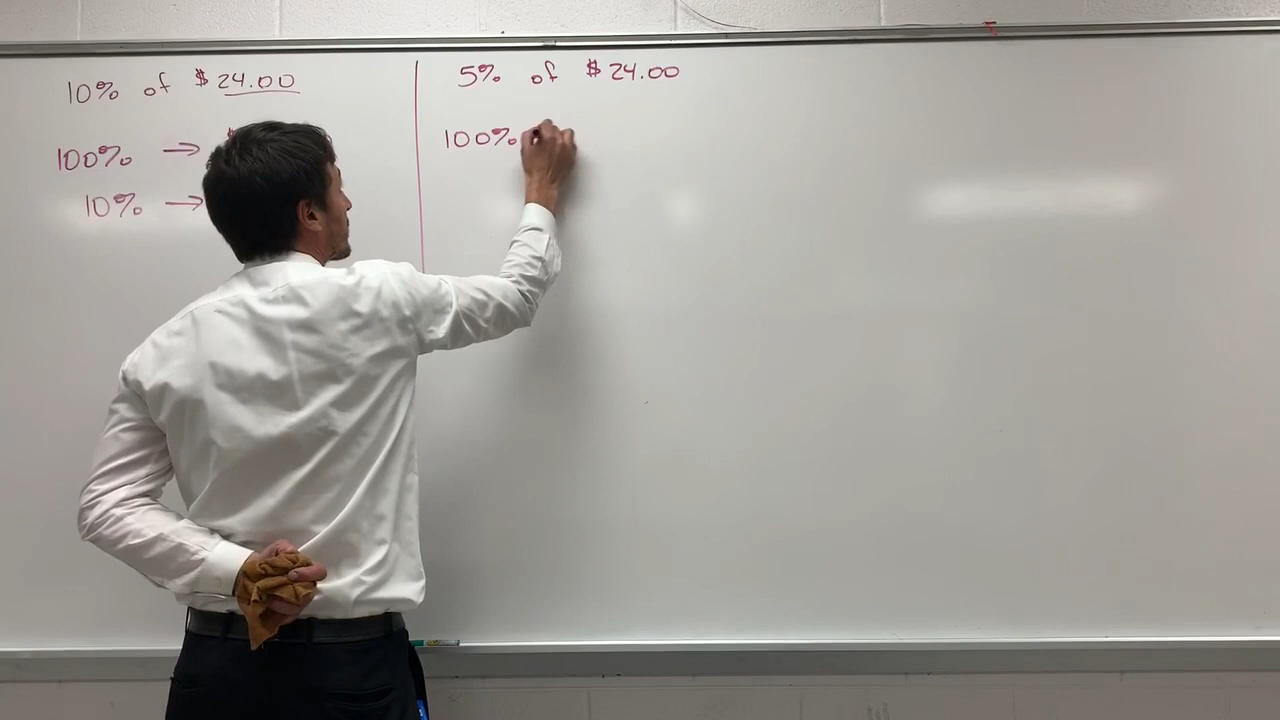 10% of $24.00
100% →
10% →
5% of $24.00
100%